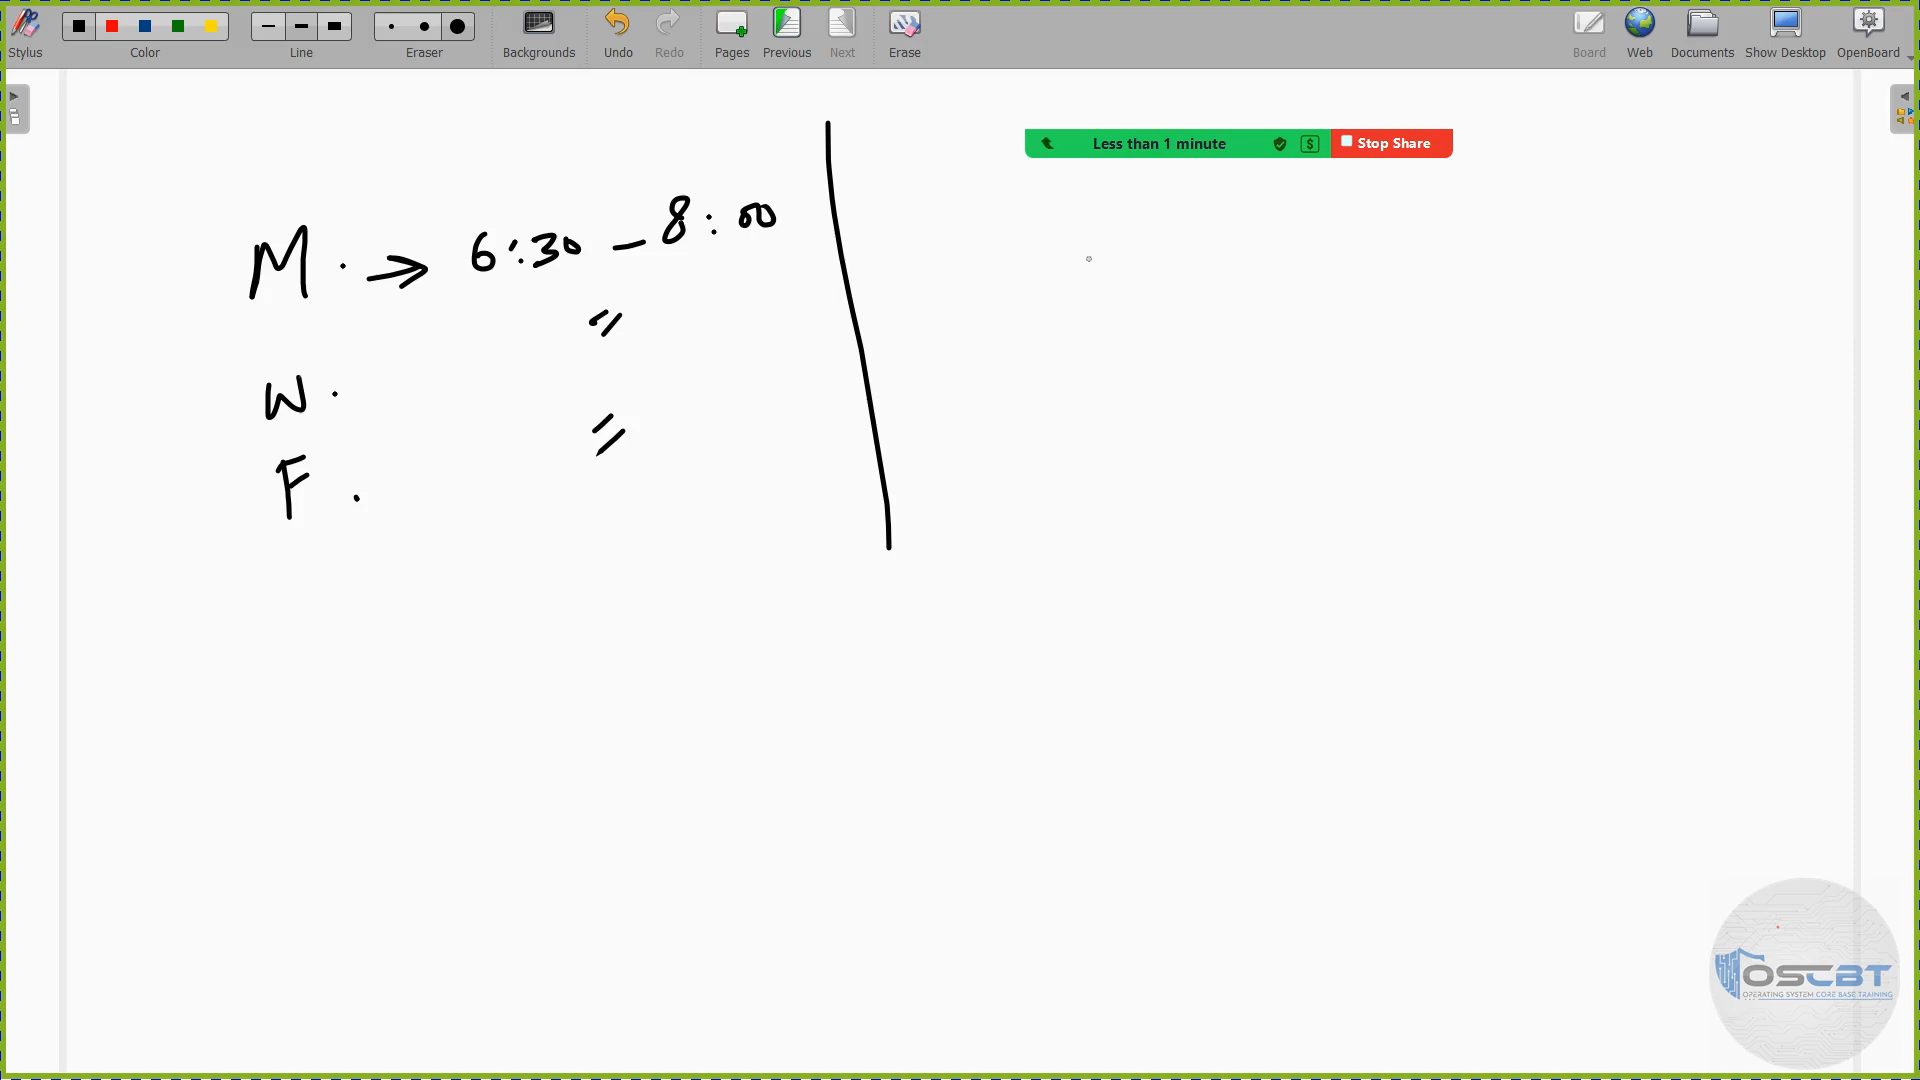 Stylus Color Line Eraser Backgrounds Undo Redo Pages Previous Next Erase Board Web Documents Show Desktop OpenBoard
Less than 1 minute $ Stop Share
M. → 6:30 – 8:00
"
W.
"
F.
OSCBT
OPERATING SYSTEM CORE BASE TRAINING